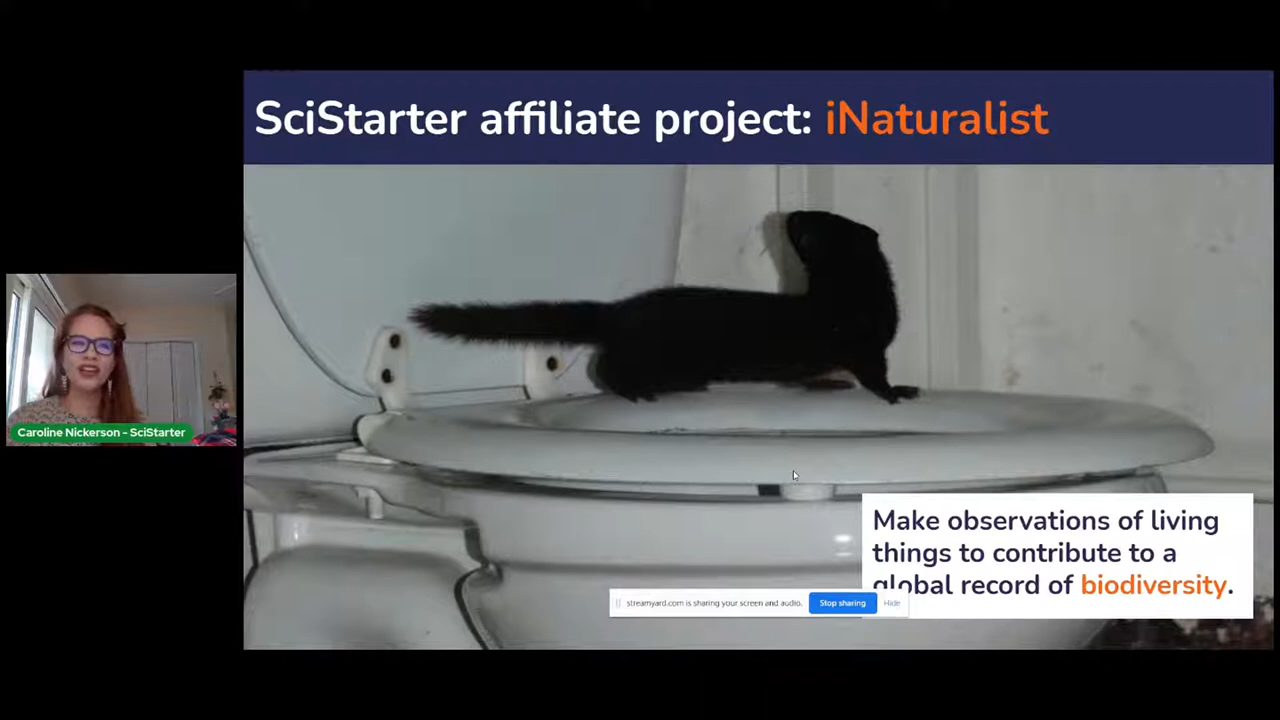 SciStarter affiliate project: iNaturalist
Caroline Nickerson - SciStarter
Make observations of living
things to contribute to a
global record of biodiversity.
streamyard.com is sharing your screen and audio.
Stop sharing
Hide